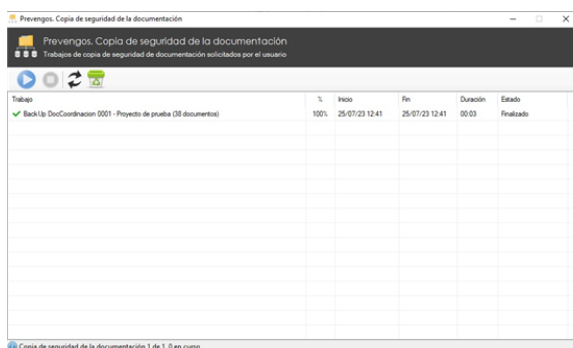 Prevengos. Copia de seguridad de la documentación
Prevengos. Copia de seguridad de la documentación
Trabajos de copia de seguridad de documentación solicitados por el usuario
Trabajo % Inicio Fin Duración Estado
Back Up DocCoordinacion 0001 - Proyecto de prueba (38 documentos) 100% 25/07/23 12:41 25/07/23 12:41 00:03 Finalizado
Copia de seguridad de la documentación 1 de 1, 0 en curso